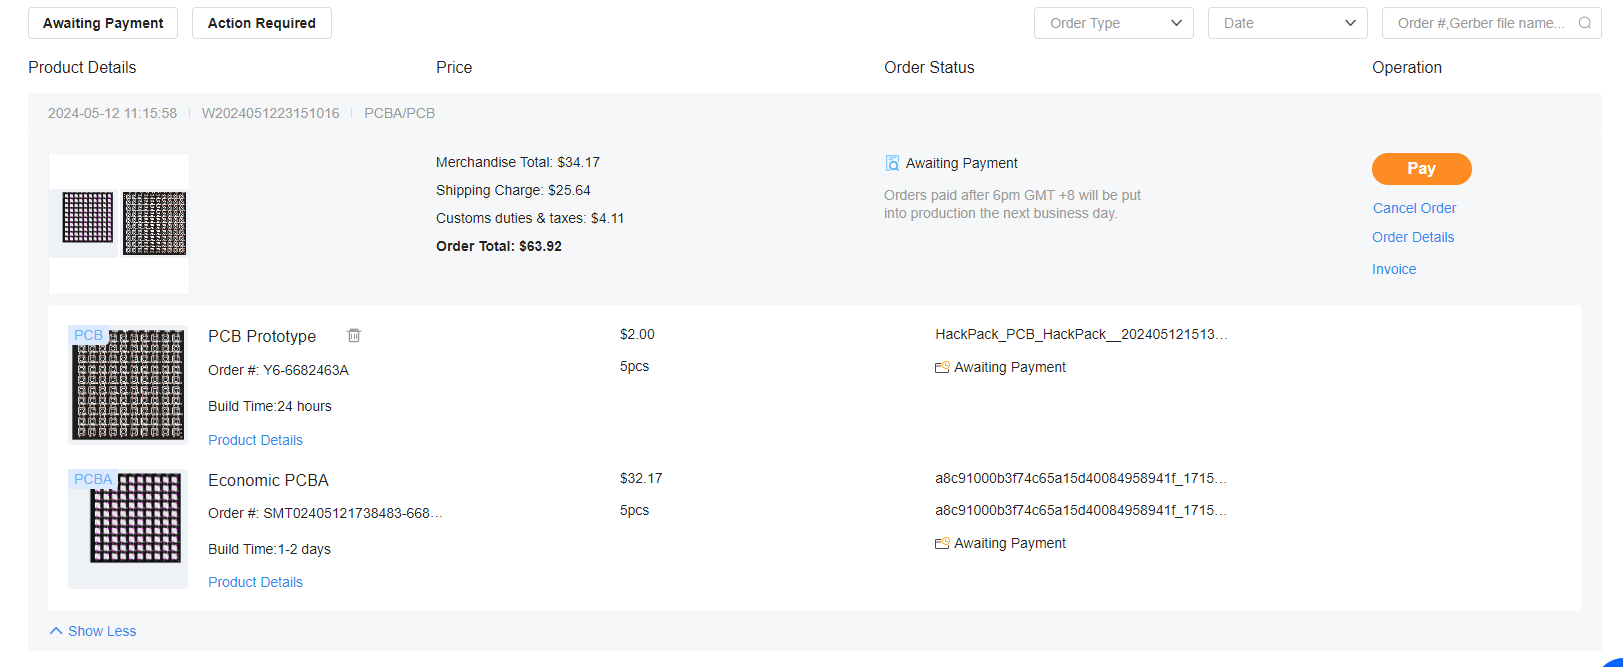 Awaiting Payment
Action Required
Order Type
Date
Order #,Gerber file name...
Product Details
Price
Order Status
Operation
2024-05-12 11:15:58
W2024051223151016
PCBA/PCB
Merchandise Total: $34.17
Shipping Charge: $25.64
Customs duties & taxes: $4.11
Order Total: $63.92
Awaiting Payment
Orders paid after 6pm GMT +8 will be put
into production the next business day.
Pay
Cancel Order
Order Details
Invoice
PCB
PCB Prototype
Order #: Y6-6682463A
Build Time:24 hours
Product Details
$2.00
5pcs
HackPack_PCB_HackPack__202405121513...
Awaiting Payment
PCBA
Economic PCBA
Order #: SMT02405121738483-668...
Build Time:1-2 days
Product Details
$32.17
5pcs
a8c91000b3f74c65a15d40084958941f_1715...
a8c91000b3f74c65a15d40084958941f_1715...
Awaiting Payment
Show Less